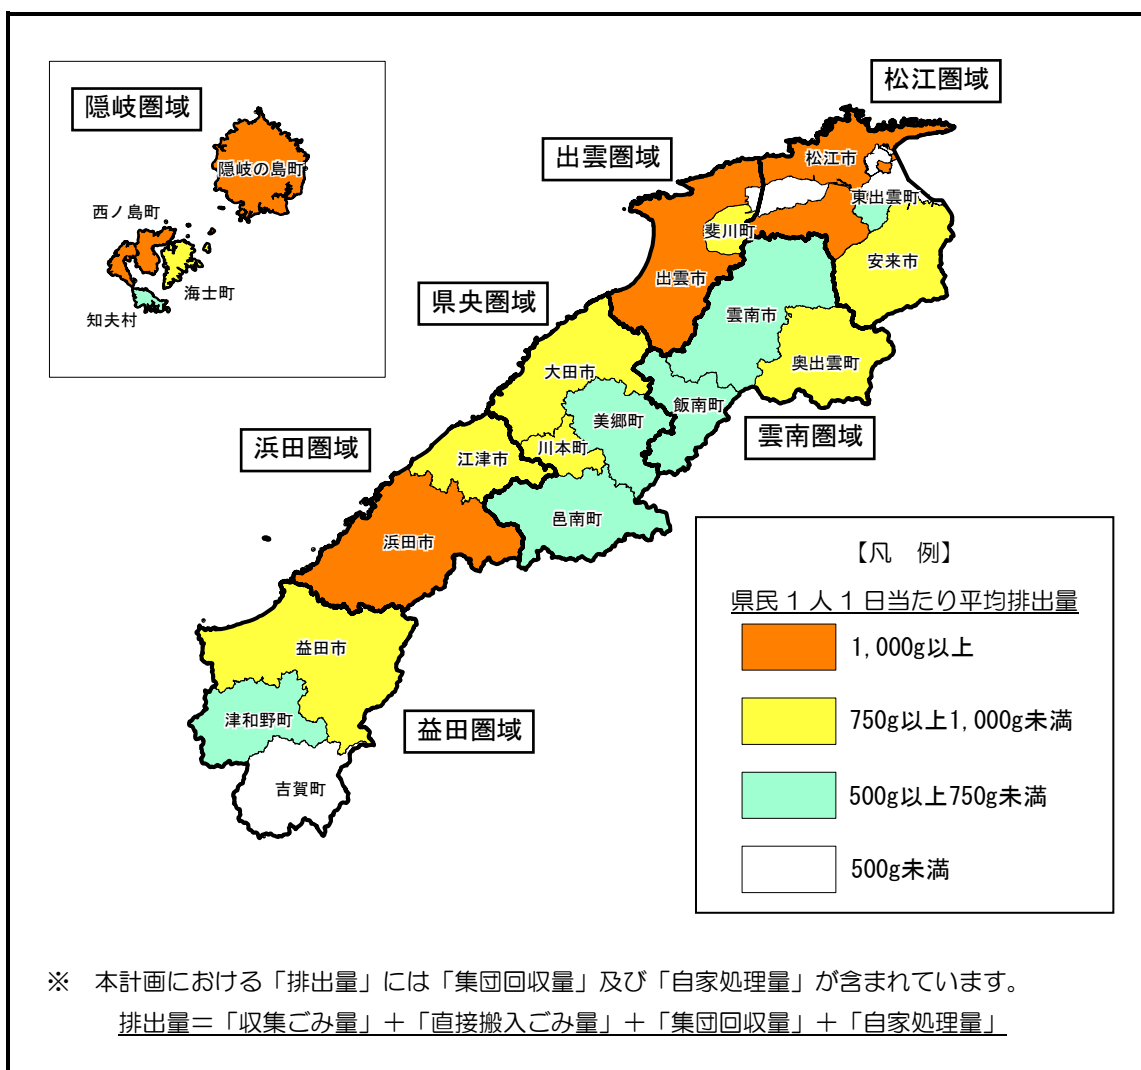 松江圏域
隠岐圏域
出雲圏域
松江市
隠岐の島町
東出雲町
西ノ島町
斐川町
安来市
出雲市
海士町
県央圏域
知夫村
雲南市
奥出雲町
大田市
飯南町
美郷町
雲南圏域
浜田圏域
川本町
江津市
邑南町
浜田市
【凡　例】
県民1人1日当たり平均排出量
1,000g以上
益田市
750g以上1,000g未満
津和野町
益田圏域
吉賀町
500g以上750g未満
500g未満
※　本計画における「排出量」には「集団回収量」及び「自家処理量」が含まれています。
排出量＝「収集ごみ量」＋「直接搬入ごみ量」＋「集団回収量」＋「自家処理量」